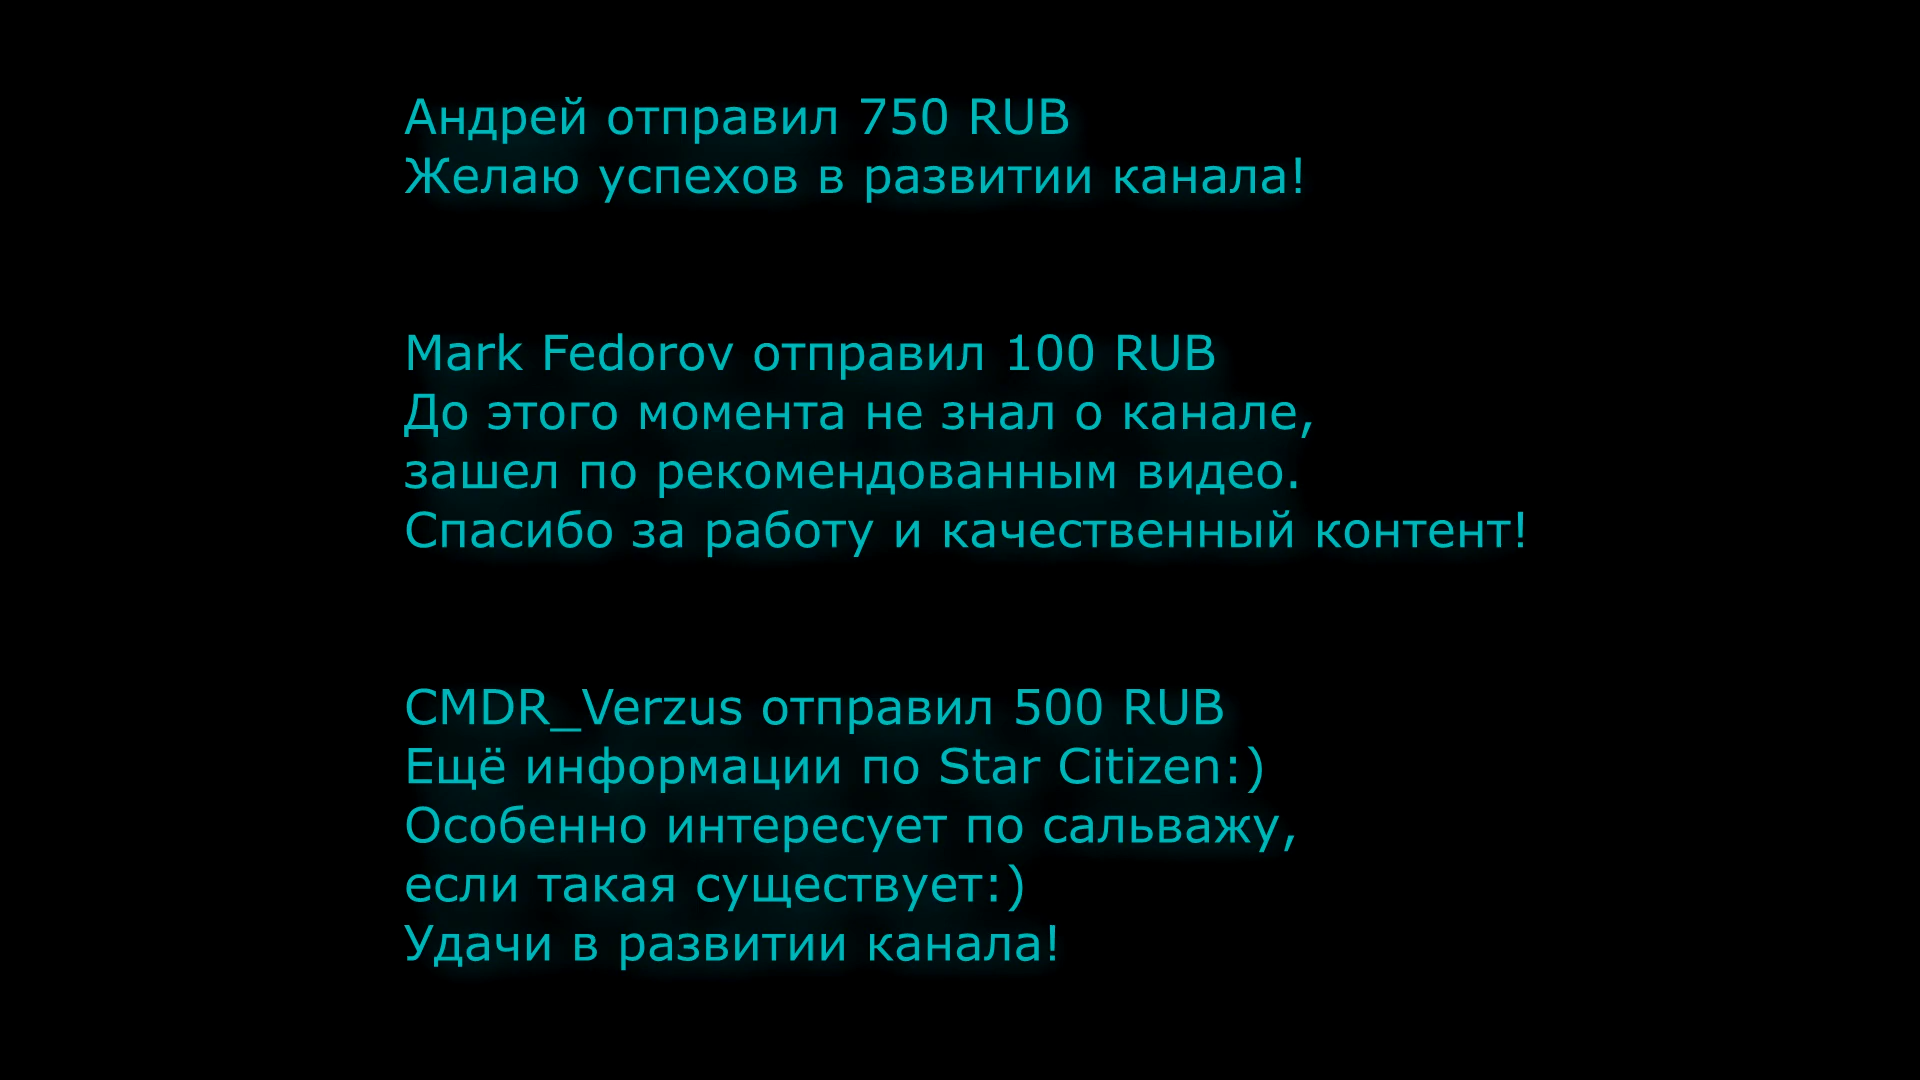 Андрей отправил 750 RUB
Желаю успехов в развитии канала!
Mark Fedorov отправил 100 RUB
До этого момента не знал о канале,
зашел по рекомендованным видео.
Спасибо за работу и качественный контент!
CMDR_Verzus отправил 500 RUB
Ещё информации по Star Citizen:)
Особенно интересует по сальважу,
если такая существует:)
Удачи в развитии канала!